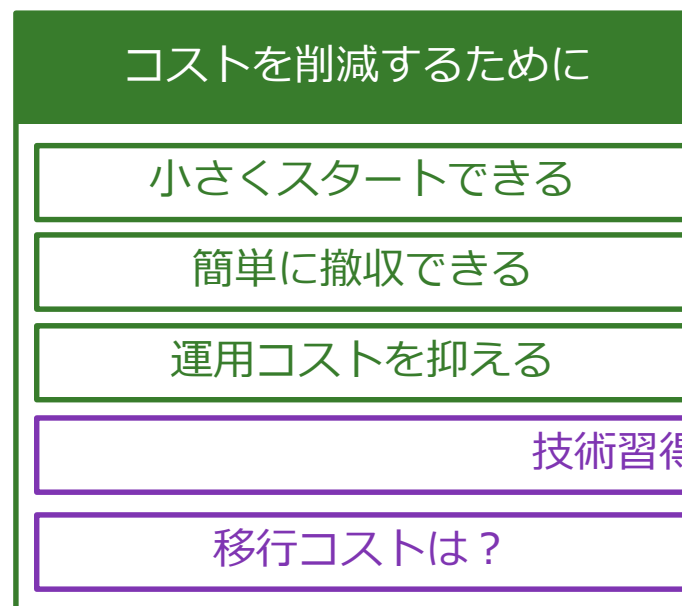 コストを削減するために
小さくスタートできる
簡単に撤収できる
運用コストを抑える
技術習得
移行コストは？